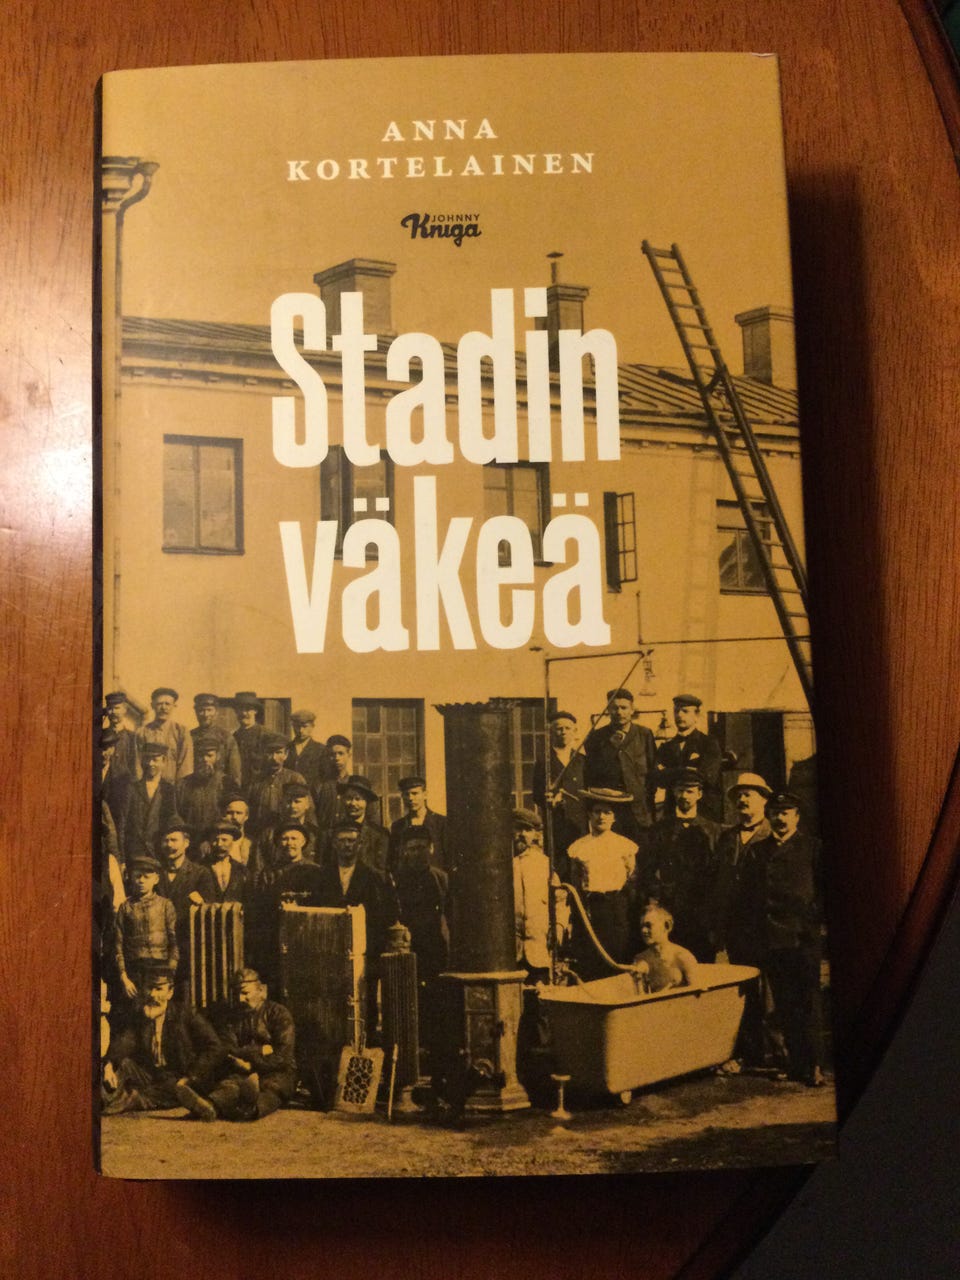 ANNA
KORTELAINEN
JOHNNY
Kniga
Stadin
väkeä